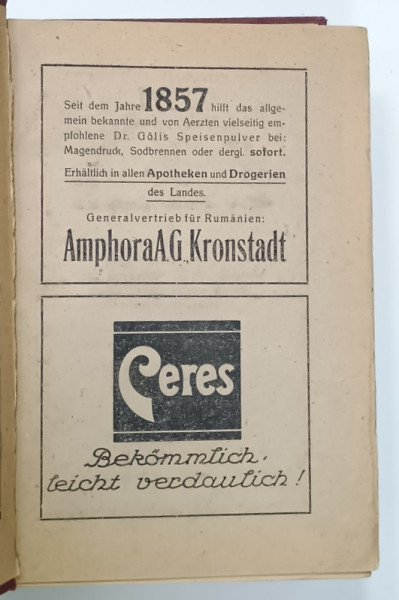 Seit dem Jahre 1857 hilft das allge-
mein bekannte und von Aerzten vielseitig em-
pfohlene Dr. Gölis Speisenpulver bei:
Magendruck, Sodbrennen oder dergl. sofort.
Erhältlich in allen Apotheken und Drogerien
des Landes.
Generalvertrieb für Rumänien:
Amphora A.G., Kronstadt
Ceres
Bekömmlich,
leicht verdaulich!